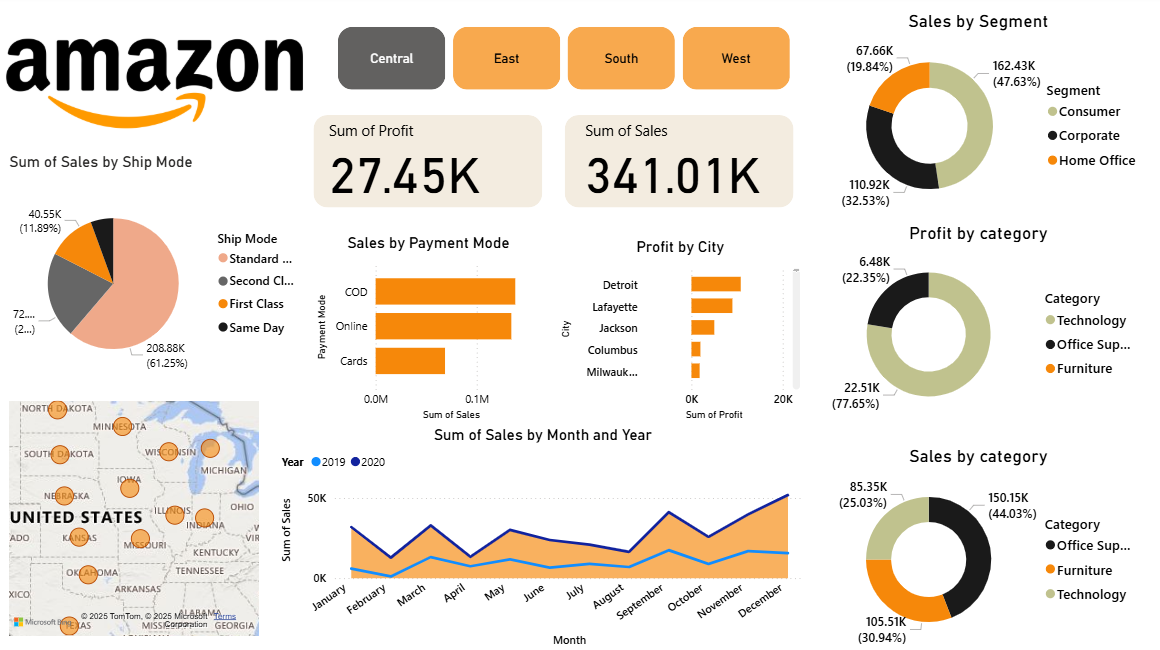 amazon
Central
East
South
West
Sum of Profit
27.45K
Sum of Sales
341.01K
Sum of Sales by Ship Mode
40.55K
(11.89%)
72....
(2...)
208.88K
(61.25%)
Ship Mode
Standard ...
Second Cl...
First Class
Same Day
Sales by Payment Mode
Payment Mode
COD
Online
Cards
0.0M
0.1M
Sum of Sales
Profit by City
City
Detroit
Lafayette
Jackson
Columbus
Milwauk...
0K
20K
Sum of Profit
NORTH DAKOTA
MINNESOTA
SOUTH DAKOTA
WISCONSIN
MICHIGAN
IOWA
NEBRASKA
ILLINOIS
OHIO
INDIANA
UNITED STATES
ADO
KANSAS
MISSOURI
VIR
KENTUCKY
OKLAHOMA
TENNESSEE
XICO
ARKANSAS
ALABAMA
MISSISSIPPI
GEORGIA
TEXAS
Microsoft Bing
© 2025 TomTom, © 2025 Microsoft Corporation
Terms
Sum of Sales by Month and Year
Year
2019
2020
Sum of Sales
50K
0K
January
February
March
April
May
June
July
August
September
October
November
December
Month
Sales by Segment
67.66K
(19.84%)
162.43K
(47.63%)
110.92K
(32.53%)
Segment
Consumer
Corporate
Home Office
Profit by category
6.48K
(22.35%)
22.51K
(77.65%)
Category
Technology
Office Sup...
Furniture
Sales by category
85.35K
(25.03%)
150.15K
(44.03%)
105.51K
(30.94%)
Category
Office Sup...
Furniture
Technology